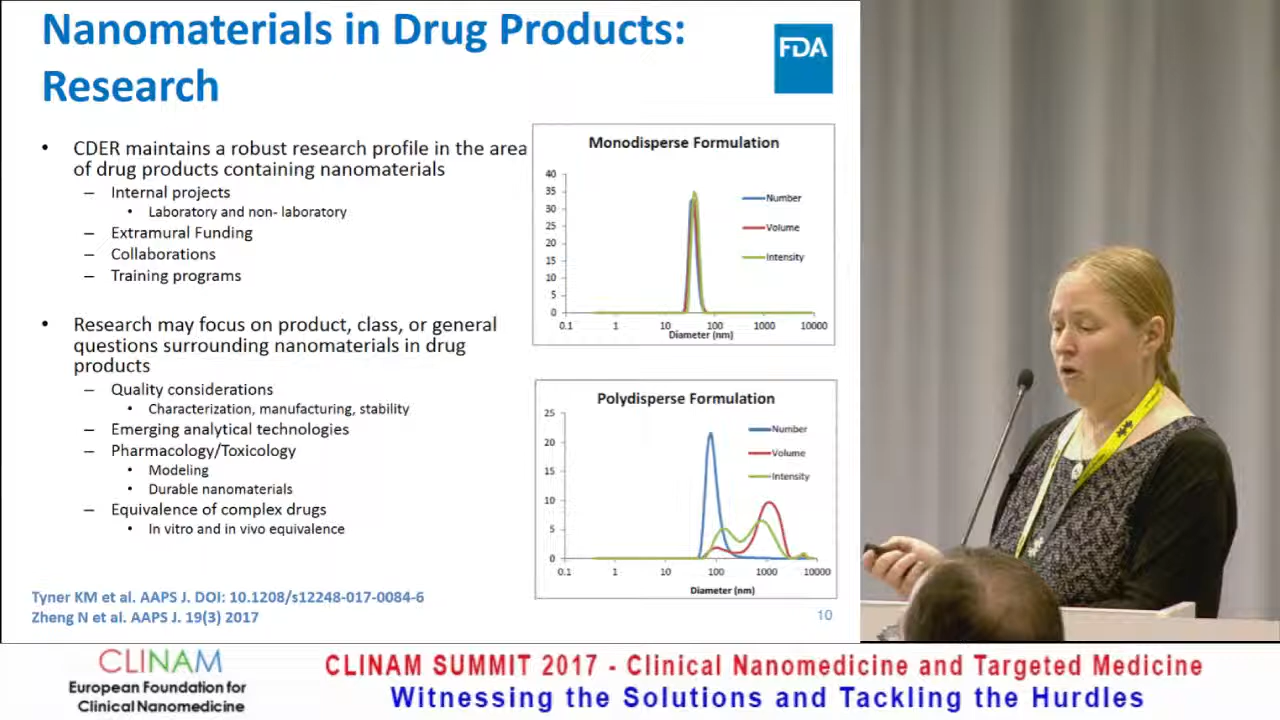 Nanomaterials in Drug Products:
Research
FDA
• CDER maintains a robust research profile in the area
of drug products containing nanomaterials
– Internal projects
• Laboratory and non- laboratory
– Extramural Funding
– Collaborations
– Training programs
• Research may focus on product, class, or general
questions surrounding nanomaterials in drug
products
– Quality considerations
• Characterization, manufacturing, stability
– Emerging analytical technologies
– Pharmacology/Toxicology
• Modeling
• Durable nanomaterials
– Equivalence of complex drugs
• In vitro and in vivo equivalence
Monodisperse Formulation
40
35
30
25
20
15
10
5
0
Number
Volume
Intensity
0.1 1 10 100 1000 10000
Diameter (nm)
Polydisperse Formulation
25
20
15
10
5
0
Number
Volume
Intensity
0.1 1 10 100 1000 10000
Diameter (nm)
Tyner KM et al. AAPS J. DOI: 10.1208/s12248-017-0084-6
Zheng N et al. AAPS J. 19(3) 2017
10
CLINAM
European Foundation for
Clinical Nanomedicine
CLINAM SUMMIT 2017 - Clinical Nanomedicine and Targeted Medicine
Witnessing the Solutions and Tackling the Hurdles